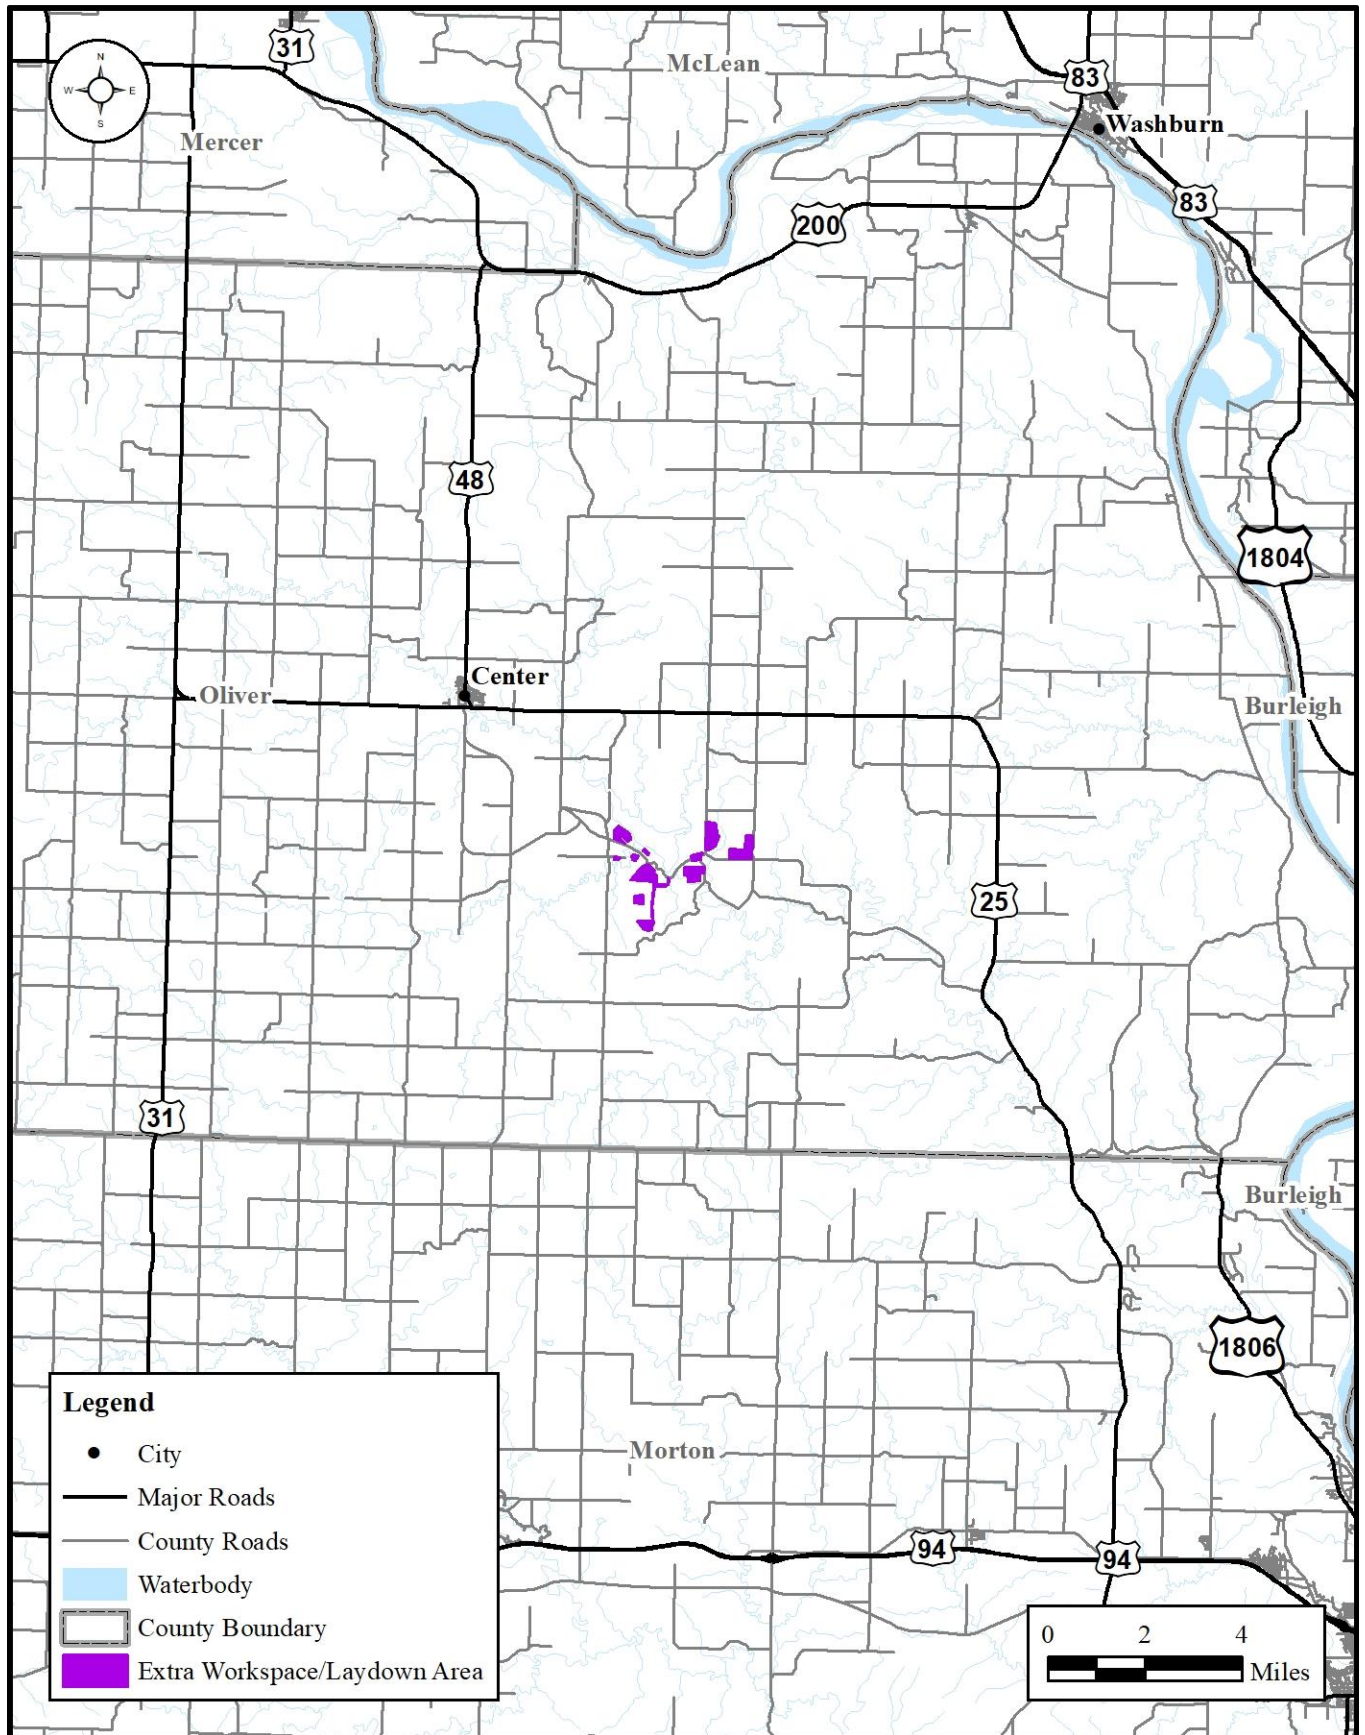 31
McLean
83
N
W E
S
Washburn
Mercer
83
200
48
1804
Center
Oliver
Burleigh
25
31
Burleigh
1806
Legend
City
Major Roads
County Roads
Waterbody
County Boundary
Extra Workspace/Laydown Area
Morton
94
94
0 2 4
Miles